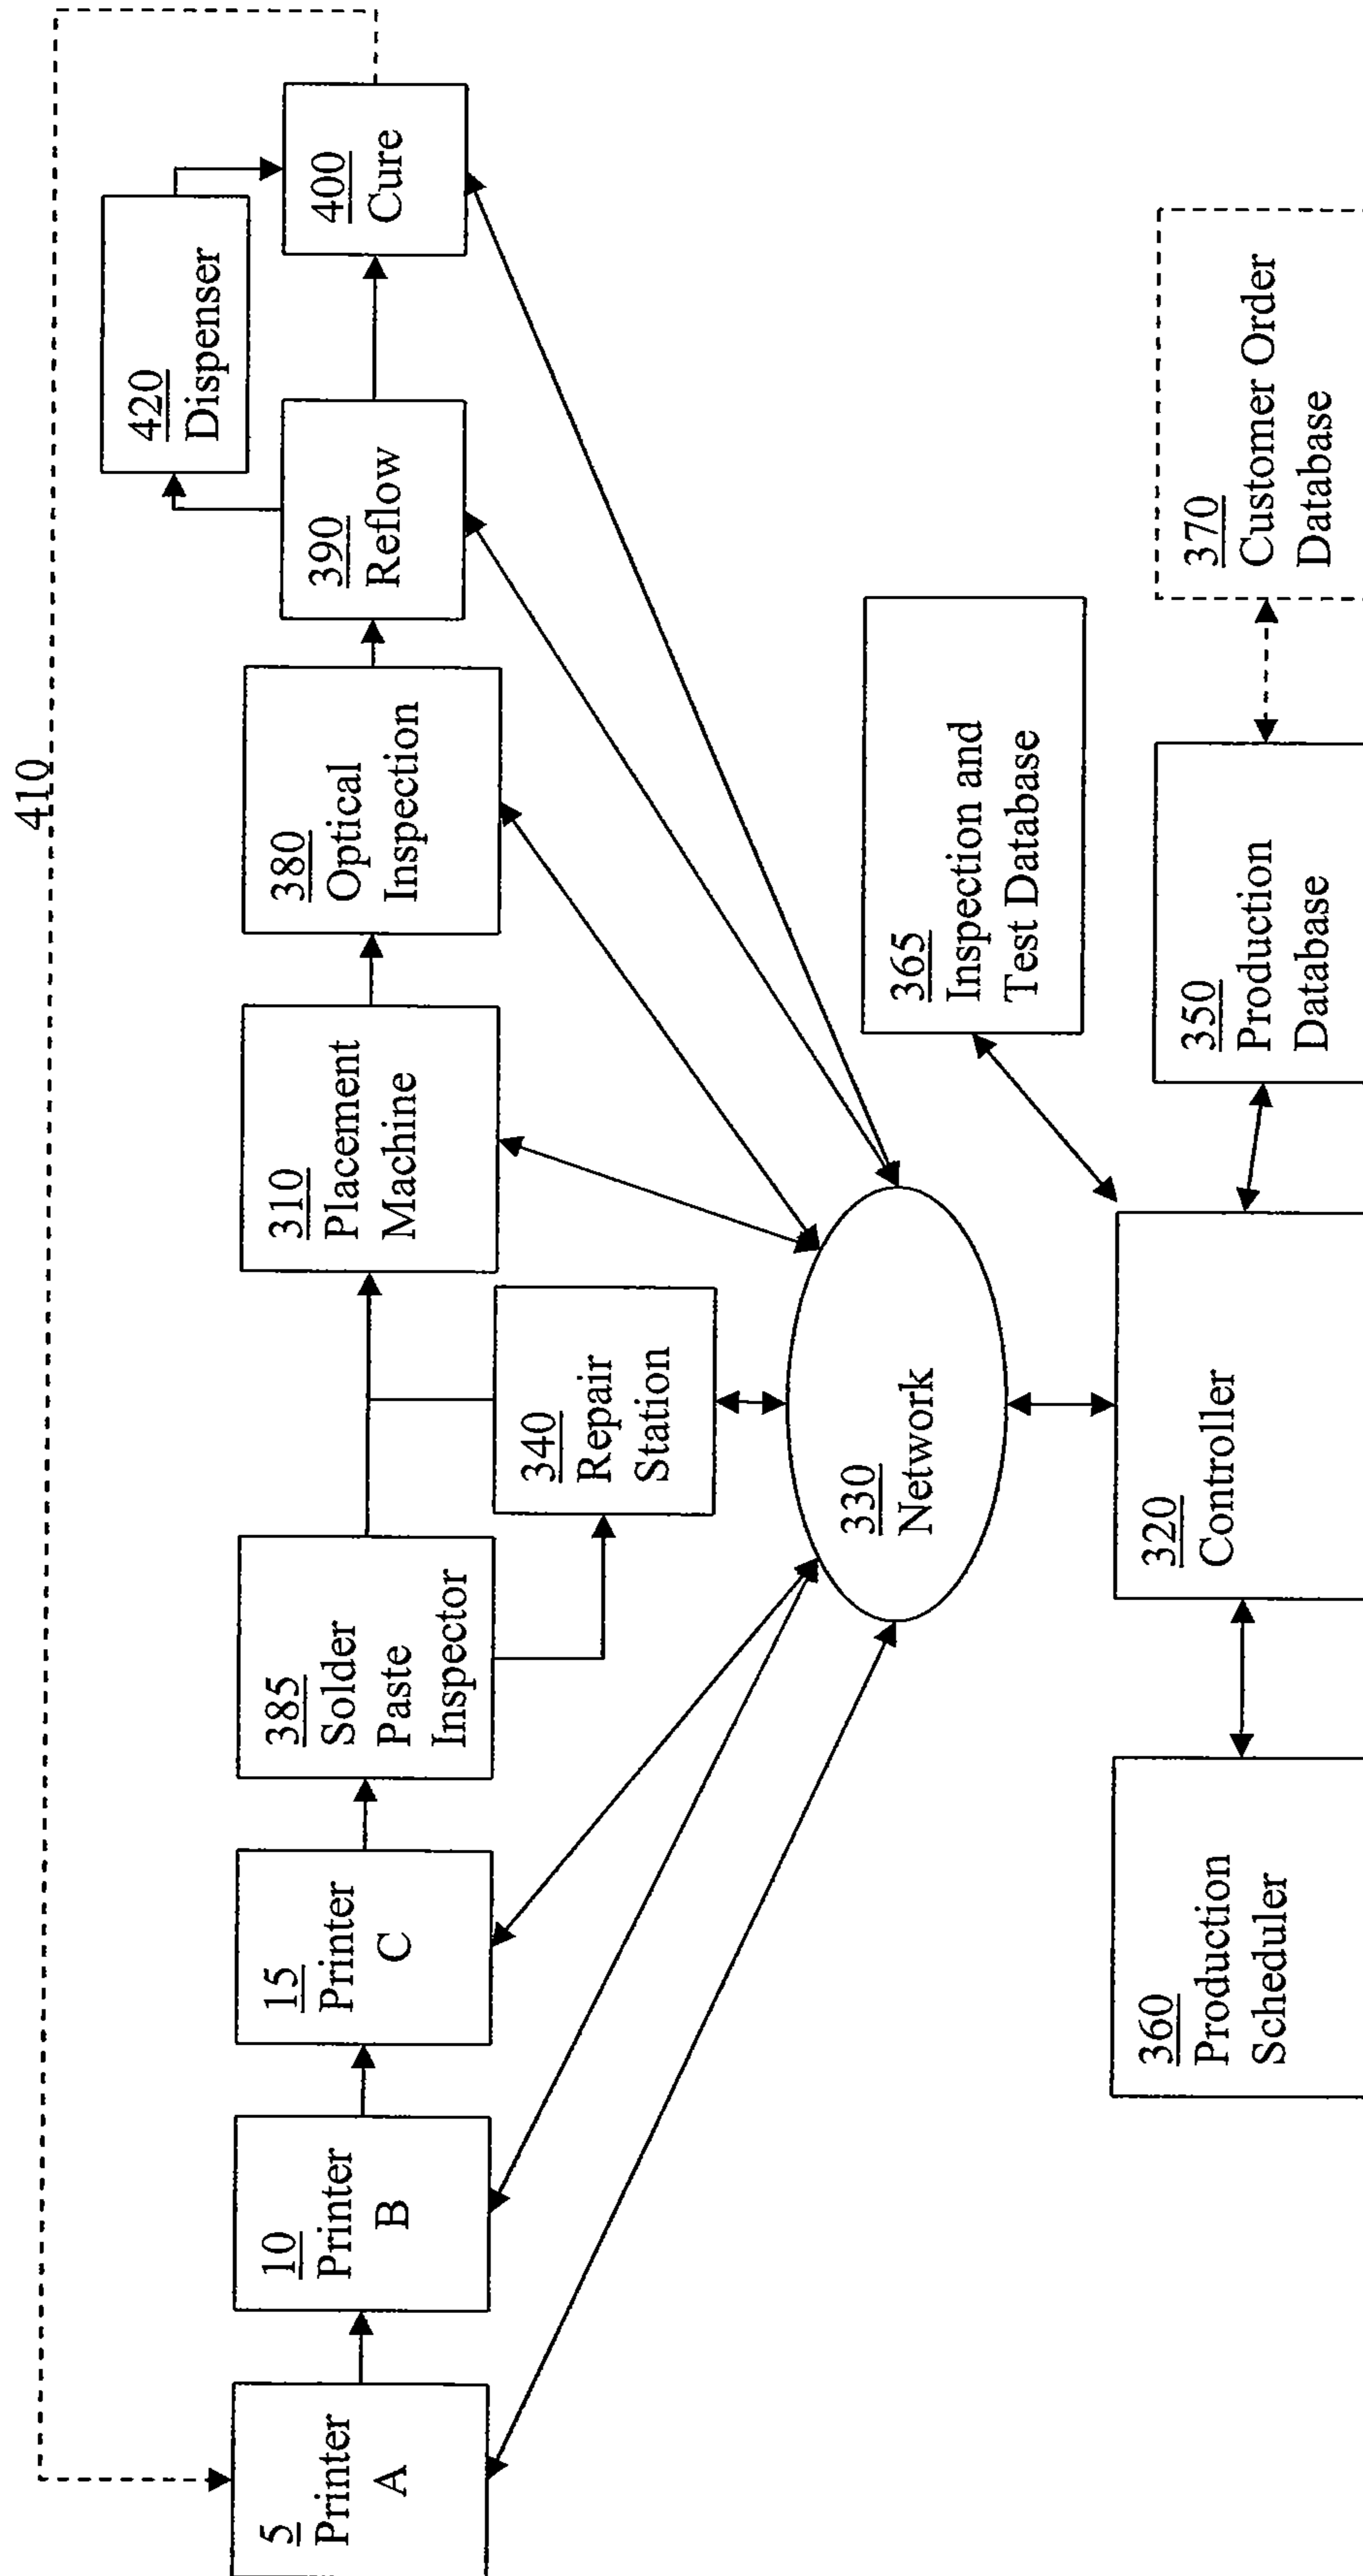 410
5
Printer
A
10
Printer
B
15
Printer
C
385
Solder
Paste
Inspector
310
Placement
Machine
380
Optical
Inspection
390
Reflow
420
Dispenser
400
Cure
340
Repair
Station
330
Network
365
Inspection and
Test Database
360
Production
Scheduler
320
Controller
350
Production
Database
370
Customer Order
Database